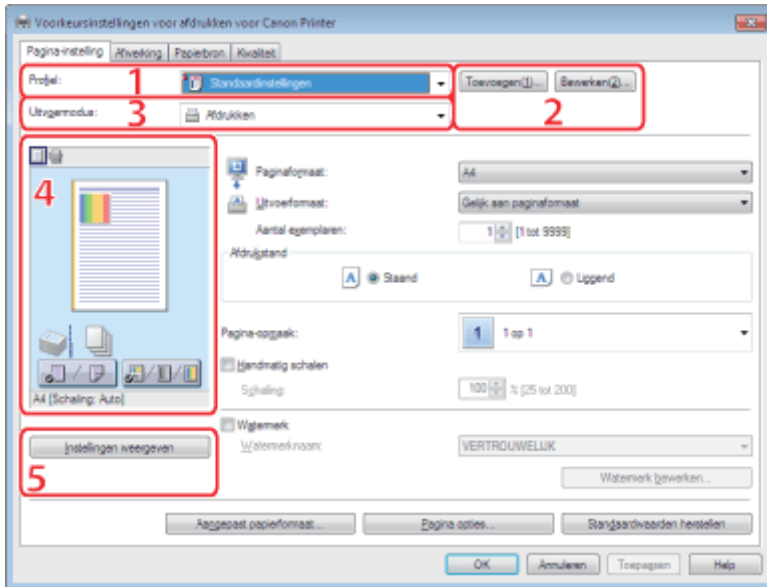 Voorkeursinstellingen voor afdrukken voor Canon Printer
Pagina-instelling Afwerking Papierbron Kwaliteit
Profiel: 1 Standaardinstellingen Toevoegen(1)... Bewerken(2)... 2
Uitvoermodus: 3 Afdrukken
4
Paginaformaat: A4
Uitvoerformaat: Gelijk aan paginaformaat
Aantal exemplaren: 1 [1 tot 9999]
Afdrukstand
A Staand A Liggend
Pagina-opmaak: 1 1 op 1
Handmatig schalen
Schaling: 100 % [25 tot 200]
A4 [Schaling: Auto]
Watermerk
Watermerknaam: VERTROUWELIJK
Instellingen weergeven
5
Watermerk bewerken...
Aangepast papierformaat... Pagina opties... Standaardwaarden herstellen
OK Annuleren Toepassen Help